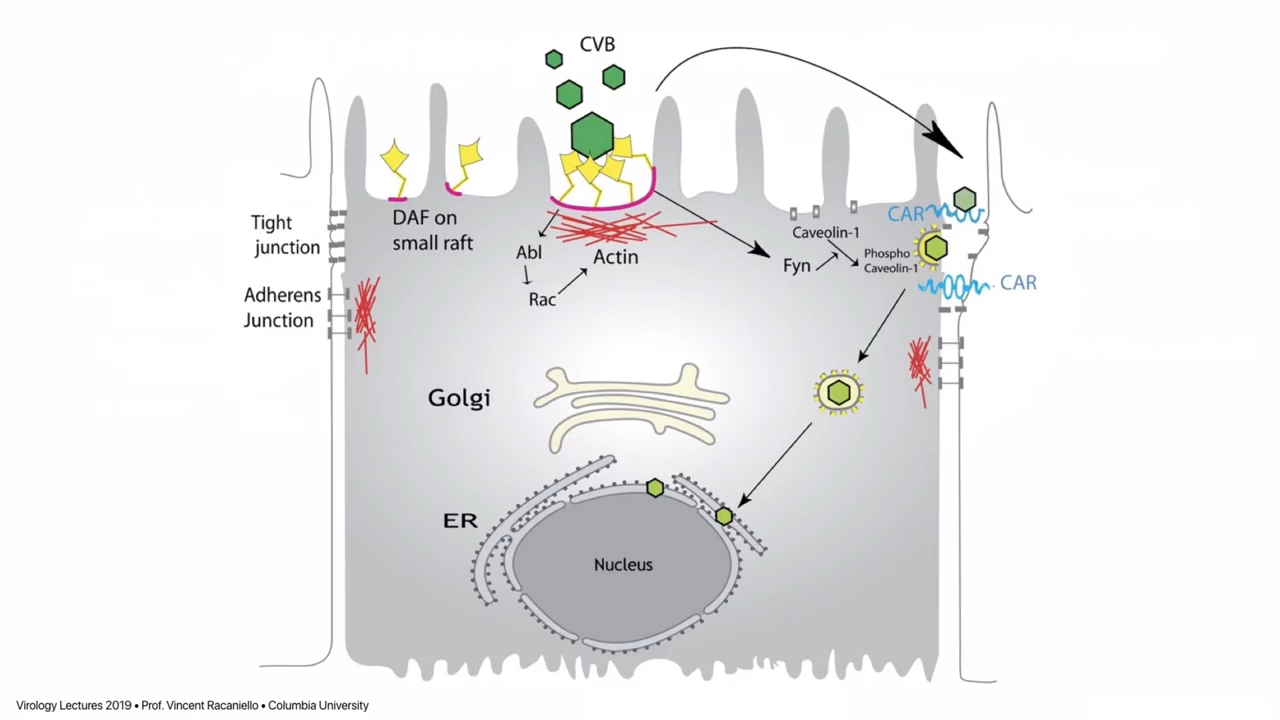 CVB
DAF on
small raft
Tight
junction
Adherens
Junction
Abl
Rac
Actin
Fyn
Caveolin-1
Phospho
Caveolin-1
CAR
CAR
Golgi
ER
Nucleus
Virology Lectures 2019 • Prof. Vincent Racaniello • Columbia University